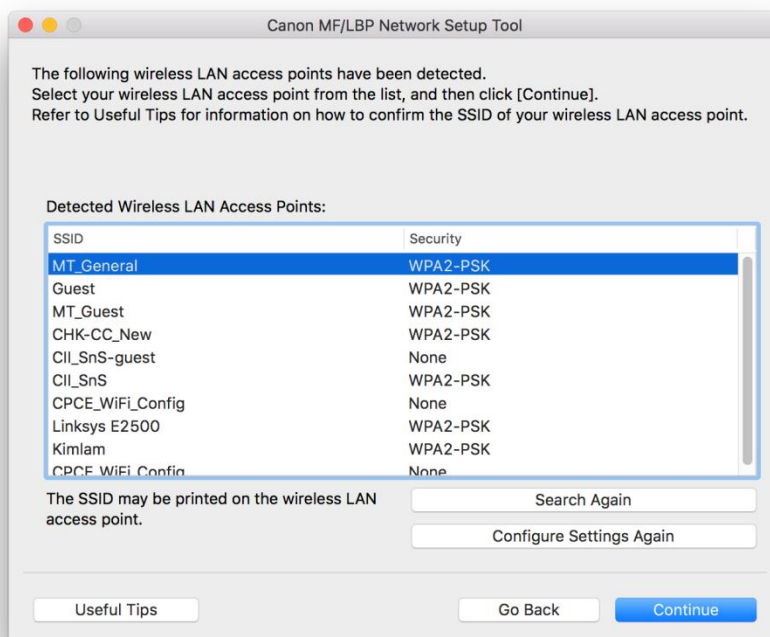 Canon MF/LBP Network Setup Tool
The following wireless LAN access points have been detected.
Select your wireless LAN access point from the list, and then click [Continue].
Refer to Useful Tips for information on how to confirm the SSID of your wireless LAN access point.
Detected Wireless LAN Access Points:
SSID Security
MT_General WPA2-PSK
Guest WPA2-PSK
MT_Guest WPA2-PSK
CHK-CC_New WPA2-PSK
CII_SnS-guest None
CII_SnS WPA2-PSK
CPCE_WiFi_Config None
Linksys E2500 WPA2-PSK
Kimlam WPA2-PSK
CPCE_WiFi_Config None
The SSID may be printed on the wireless LAN
access point.
Search Again
Configure Settings Again
Useful Tips Go Back Continue